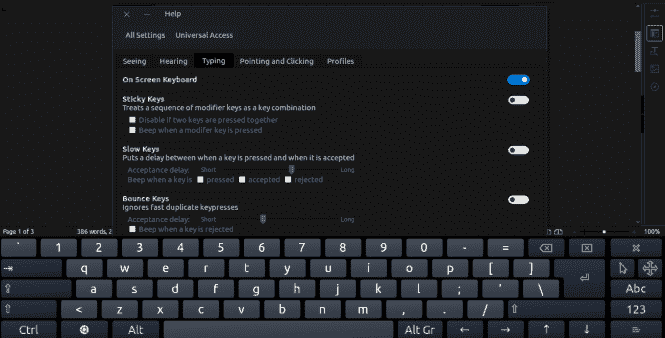 Help
All Settings Universal Access
Seeing Hearing Typing Pointing and Clicking Profiles
On Screen Keyboard
Sticky Keys
Treats a sequence of modifier keys as a key combination
Disable if two keys are pressed together
Beep when a modifer key is pressed
Slow Keys
Puts a delay between when a key is pressed and when it is accepted
Acceptance delay: Short Long
Beep when a key is pressed accepted rejected
Bounce Keys
Ignores fast duplicate keypresses
Acceptance delay: Short Long
Beep when a key is rejected
Page 1 of 3 386 words, 2 100%
` 1 2 3 4 5 6 7 8 9 0 - =
q w e r t y u i o p [ ]
a s d f g h j k l ; ' \ Abc
< z x c v b n m , . / 123
Ctrl Alt Alt Gr